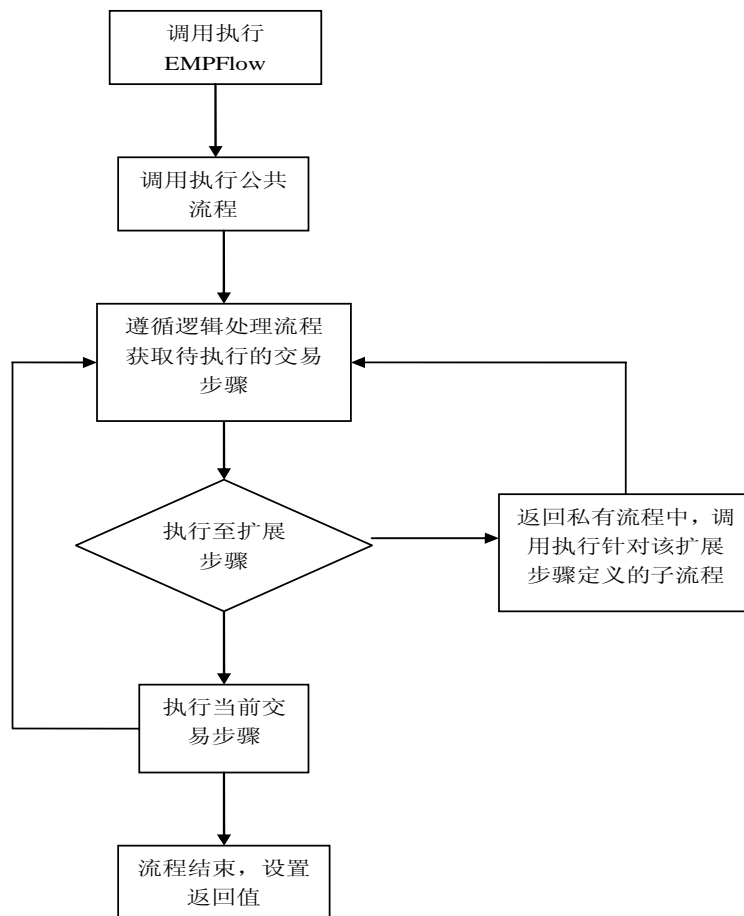 调用执行
EMPFlow
调用执行公共
流程
遵循逻辑处理流程
获取待执行的交易
步骤
执行至扩展
步骤
返回私有流程中，调
用执行针对该扩展
步骤定义的子流程
执行当前交
易步骤
流程结束，设置
返回值